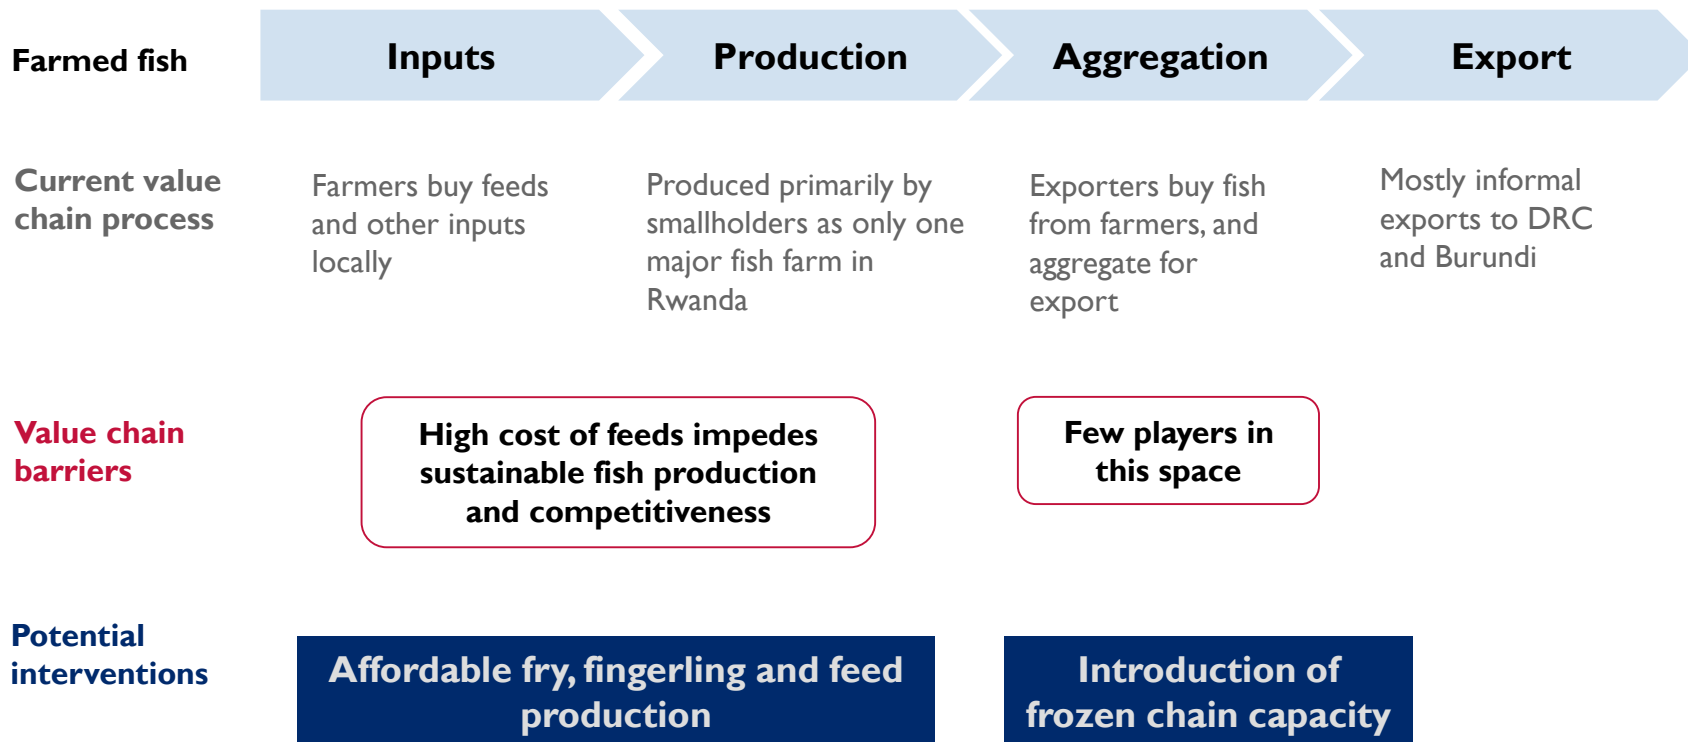 Farmed fish
Inputs
Production
Aggregation
Export
Current value
chain process
Farmers buy feeds
and other inputs
locally
Produced primarily by
smallholders as only one
major fish farm in
Rwanda
Exporters buy fish
from farmers, and
aggregate for
export
Mostly informal
exports to DRC
and Burundi
Value chain
barriers
High cost of feeds impedes
sustainable fish production
and competitiveness
Few players in
this space
Potential
interventions
Affordable fry, fingerling and feed
production
Introduction of
frozen chain capacity